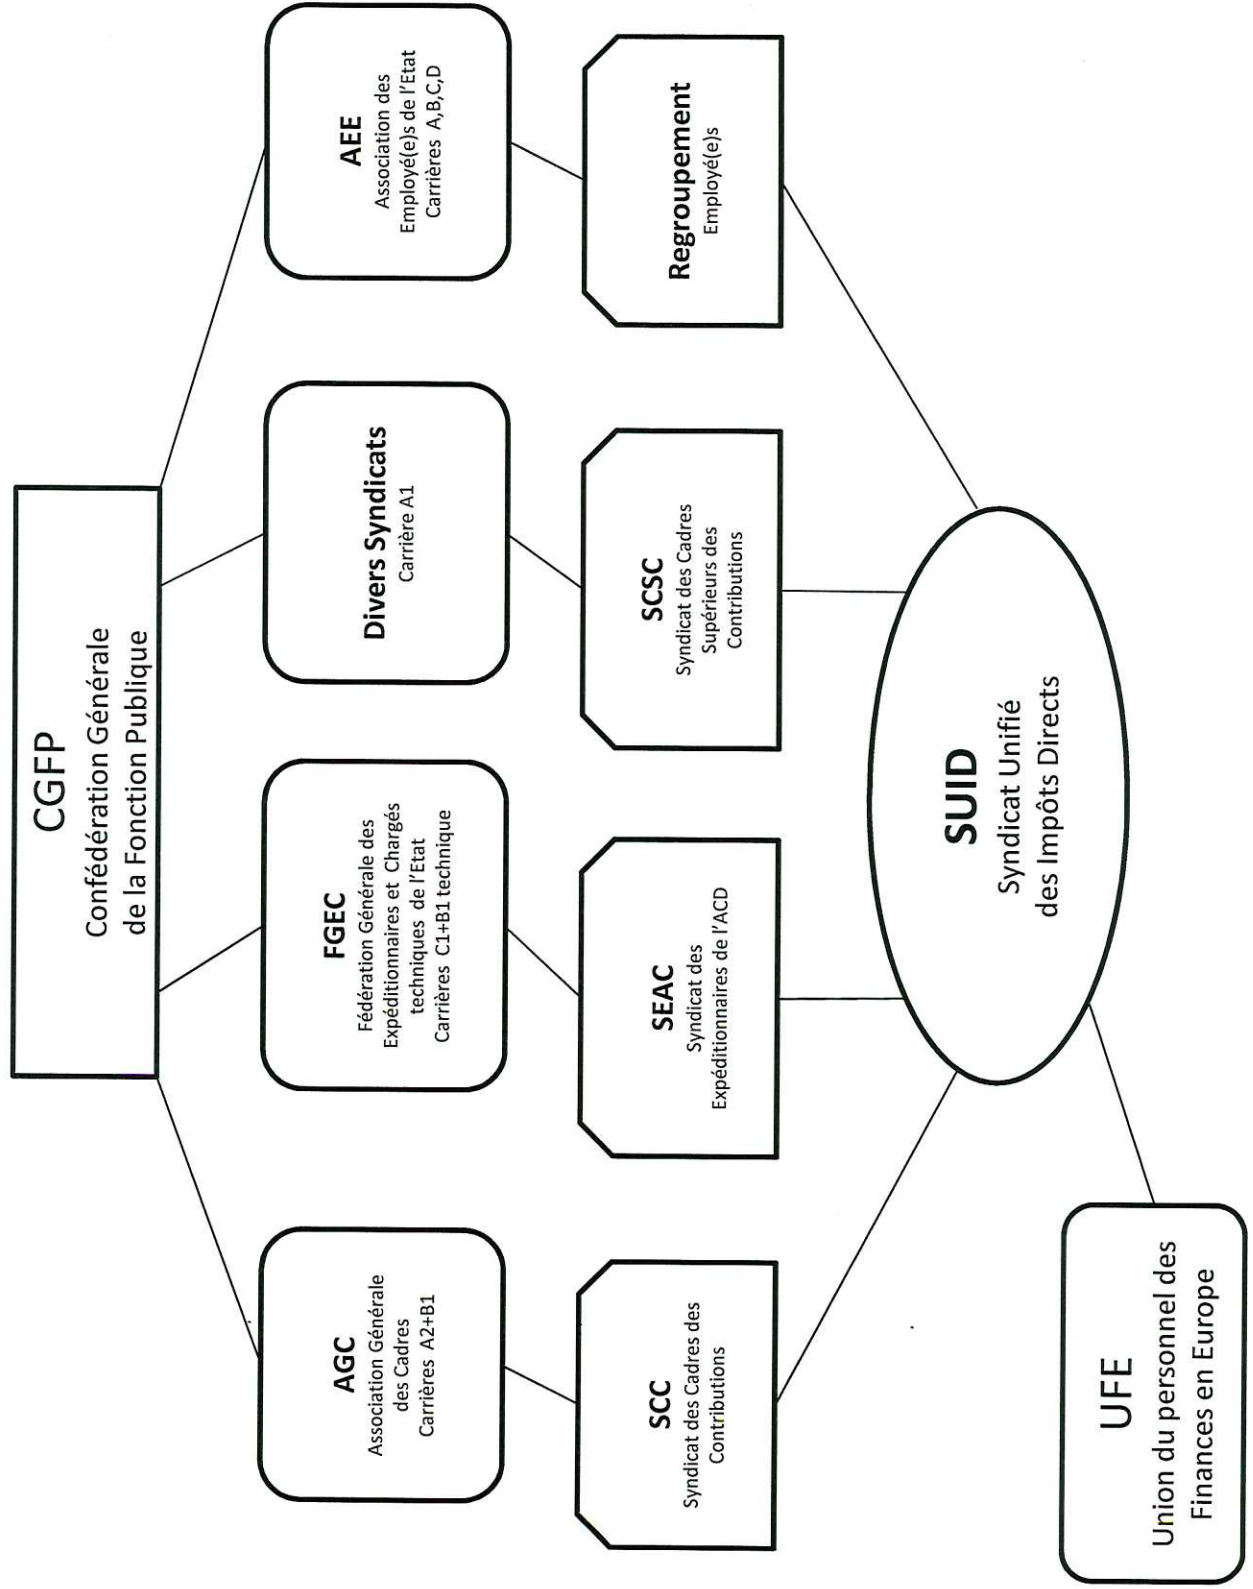 CGFP
Confédération Générale
de la Fonction Publique
AGC
Association Générale
des Cadres
Carrières A2+B1
FGEC
Fédération Générale des
Expéditionnaires et Chargés
techniques de l'Etat
Carrières C1+B1 technique
Divers Syndicats
Carrière A1
AEE
Association des
Employé(e)s de l'Etat
Carrières A,B,C,D
SCC
Syndicat des Cadres des
Contributions
SEAC
Syndicat des
Expéditionnaires de l'ACD
SCSC
Syndicat des Cadres
Supérieurs des
Contributions
Regroupement
Employé(e)s
SUID
Syndicat Unifié
des Impôts Directs
UFE
Union du personnel des
Finances en Europe